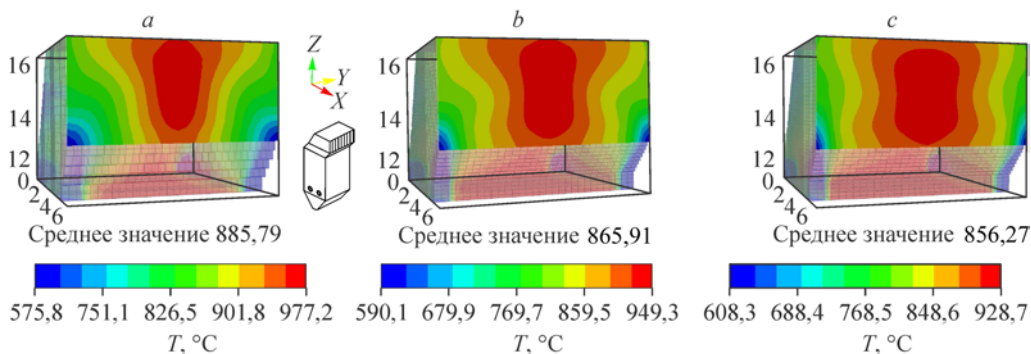 a b c
16 14 12 0 2 4 6
Z Y X
16 14 12 0 2 4 6
16 14 12 0 2 4 6
Среднее значение 885,79
Среднее значение 865,91
Среднее значение 856,27
575,8 751,1 826,5 901,8 977,2
590,1 679,9 769,7 859,5 949,3
608,3 688,4 768,5 848,6 928,7
T, °C
T, °C
T, °C